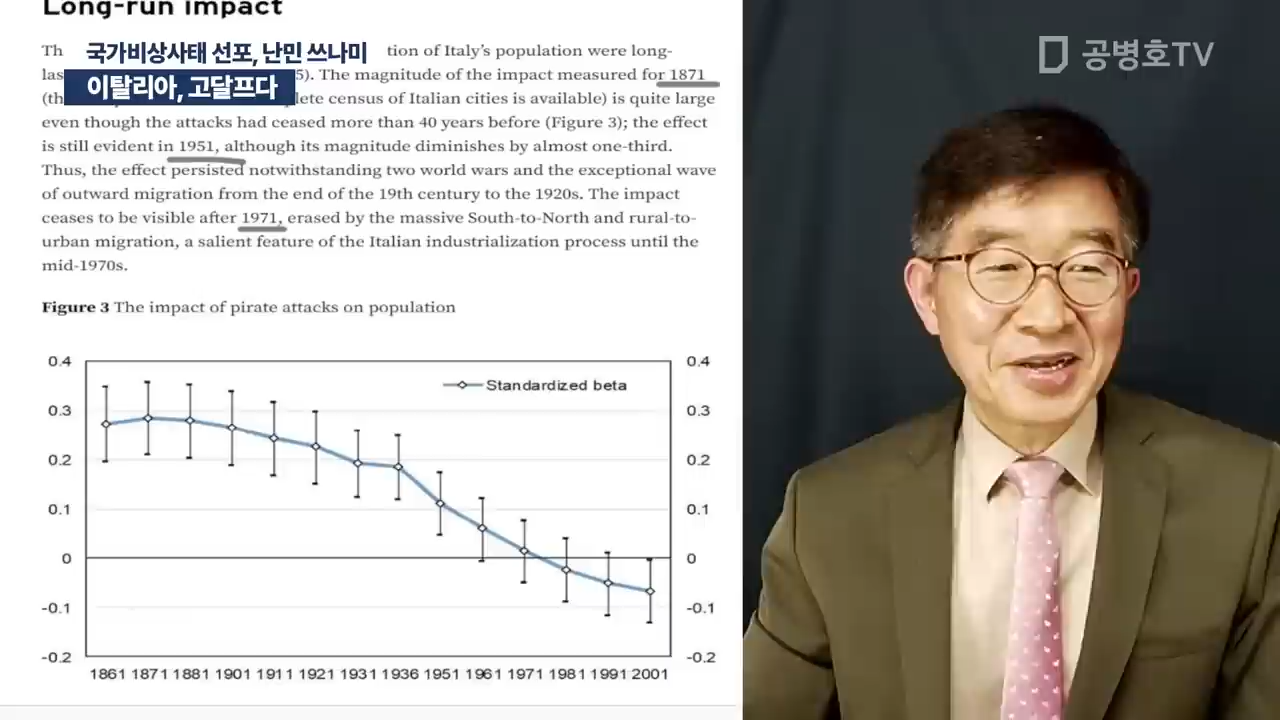 Long-run impact
Th
국가비상사태 선포, 난민 쓰나미
tion of Italy's population were long-
las
이탈리아, 고달프다
5). The magnitude of the impact measured for 1871
(th
plete census of Italian cities is available) is quite large
even though the attacks had ceased more than 40 years before (Figure 3); the effect
is still evident in 1951, although its magnitude diminishes by almost one-third.
Thus, the effect persisted notwithstanding two world wars and the exceptional wave
of outward migration from the end of the 19th century to the 1920s. The impact
ceases to be visible after 1971, erased by the massive South-to-North and rural-to-
urban migration, a salient feature of the Italian industrialization process until the
mid-1970s.
Figure 3 The impact of pirate attacks on population
0.4 0.4
Standardized beta
0.3 0.3
0.2 0.2
0.1 0.1
0 0
-0.1 -0.1
-0.2 -0.2
1861 1871 1881 1901 1911 1921 1931 1936 1951 1961 1971 1981 1991 2001
공병호TV